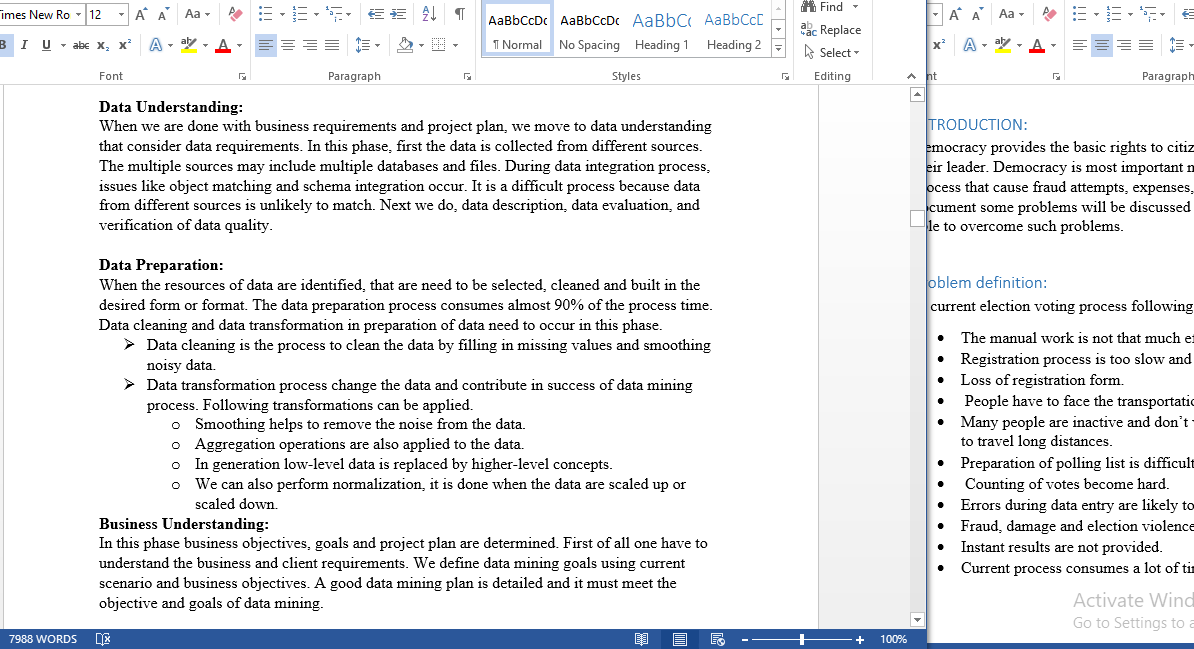 Times New Ro 12 Aa Aa
B I U abc x₂ x² A ab A x² A ab A
Font Paragraph Styles Editing Paragraph
AaBbCcDc AaBbCcDc AaBbCc AaBbCcE
¶ Normal No Spacing Heading 1 Heading 2
Find
Replace
Select
Data Understanding:
When we are done with business requirements and project plan, we move to data understanding
that consider data requirements. In this phase, first the data is collected from different sources.
The multiple sources may include multiple databases and files. During data integration process,
issues like object matching and schema integration occur. It is a difficult process because data
from different sources is unlikely to match. Next we do, data description, data evaluation, and
verification of data quality.
Data Preparation:
When the resources of data are identified, that are need to be selected, cleaned and built in the
desired form or format. The data preparation process consumes almost 90% of the process time.
Data cleaning and data transformation in preparation of data need to occur in this phase.
Data cleaning is the process to clean the data by filling in missing values and smoothing
noisy data.
Data transformation process change the data and contribute in success of data mining
process. Following transformations can be applied.
o Smoothing helps to remove the noise from the data.
o Aggregation operations are also applied to the data.
o In generation low-level data is replaced by higher-level concepts.
o We can also perform normalization, it is done when the data are scaled up or
scaled down.
Business Understanding:
In this phase business objectives, goals and project plan are determined. First of all one have to
understand the business and client requirements. We define data mining goals using current
scenario and business objectives. A good data mining plan is detailed and it must meet the
objective and goals of data mining.
7988 WORDS 100%
TRODUCTION:
emocracy provides the basic rights to citiz
eir leader. Democracy is most important
ocess that cause fraud attempts, expenses,
cument some problems will be discussed
le to overcome such problems.
oblem definition:
current election voting process following
• The manual work is not that much
• Registration process is too slow and
• Loss of registration form.
• People have to face the transportatic
• Many people are inactive and don't
to travel long distances.
• Preparation of polling list is difficult
• Counting of votes become hard.
• Errors during data entry are likely to
• Fraud, damage and election violence
• Instant results are not provided.
• Current process consumes a lot of
Activate Wind
Go to Settings to a